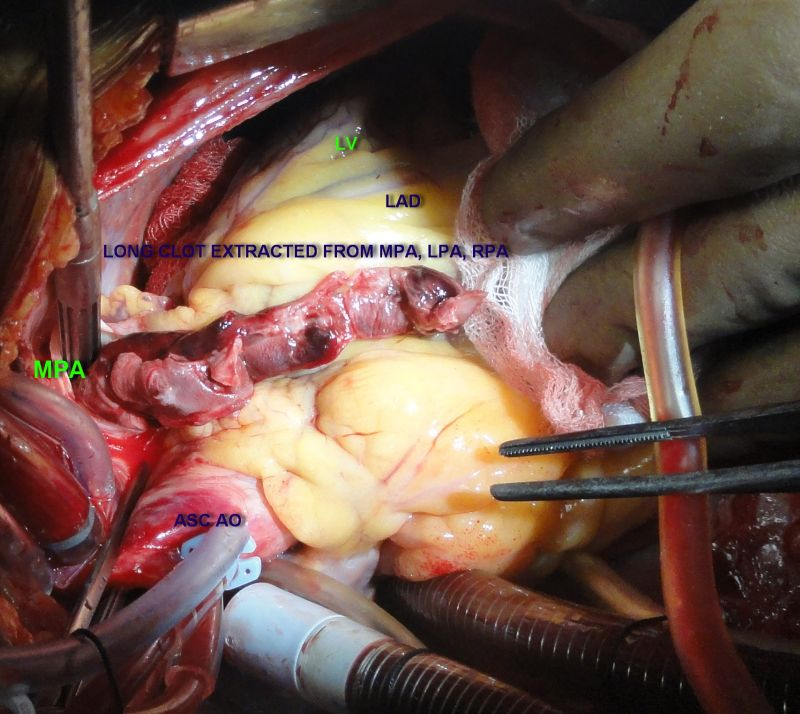 LV
LAD
LONG CLOT EXTRACTED FROM MPA, LPA, RPA
MPA
ASC.AO